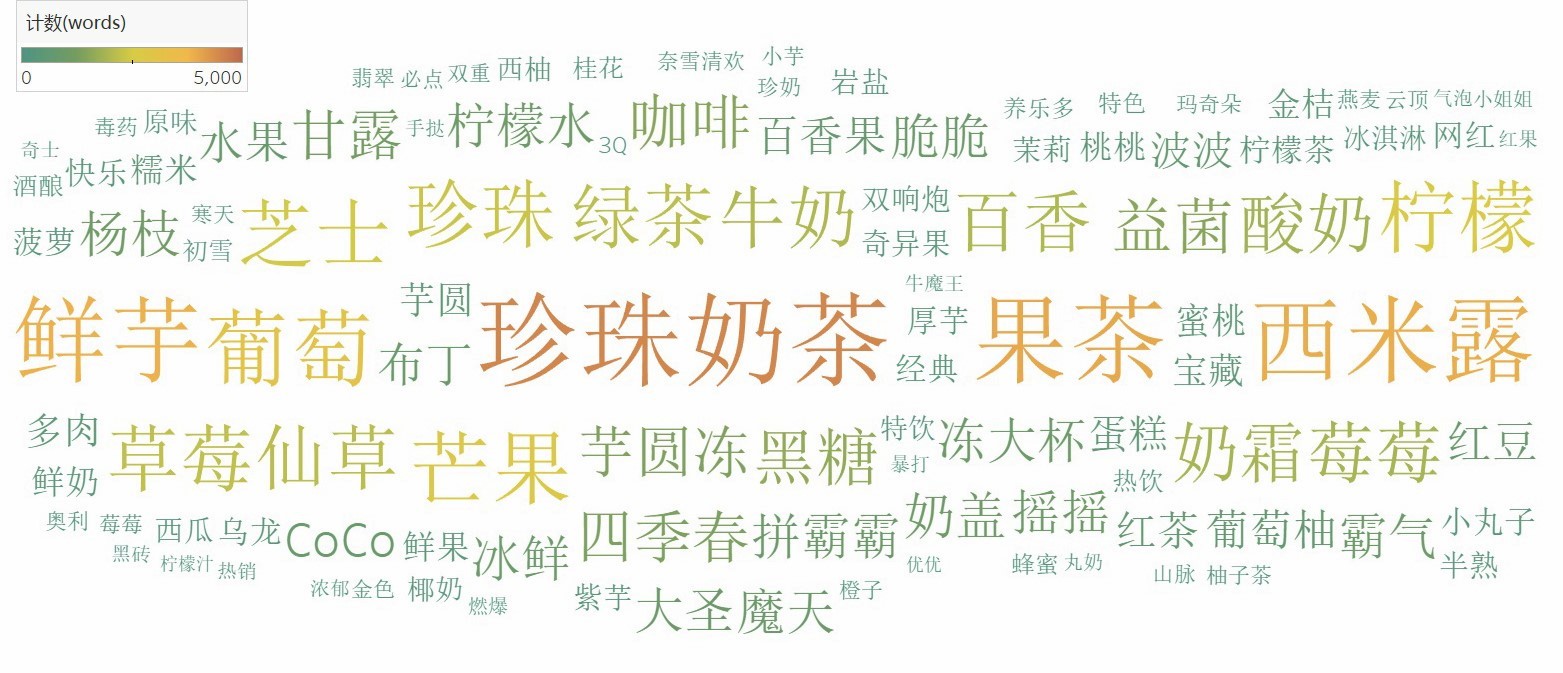 计数(words)
0 5,000
翡翠 必点 双重 西柚 桂花 奈雪清欢 小芋 珍奶 岩盐
奇士 毒药 原味 水果 甘露 手挞 柠檬水 3Q 咖啡 百香果 脆脆 养乐多 特色 玛奇朵 金桔 燕麦 云顶 气泡小姐姐
酒酿 快乐 糯米 茉莉 桃桃 波波 柠檬茶 冰淇淋 网红 红果
菠萝 杨枝 寒天 初雪 芝士 珍珠 绿茶 牛奶 双响炮 奇异果 百香 益菌 酸奶 柠檬
鲜芋 葡萄 芋圆 布丁 珍珠奶茶 牛魔王 厚芋 经典 果茶 蜜桃 宝藏 西米露
多肉 鲜奶 草莓 仙草 芒果 芋圆冻 黑糖 特饮 暴打 冻 大杯 蛋糕 热饮 奶霜 莓莓 红豆
奥利 莓莓 西瓜 乌龙 CoCo 鲜果 冰鲜 四季春 拼 霸霸 奶盖 摇摇 红茶 葡萄柚 霸气 小丸子
黑砖 柠檬汁 热销 优优 蜂蜜 丸奶 山脉 柚子茶 半熟
浓郁 金色 椰奶 燃爆 紫芋 大圣 魔天 橙子